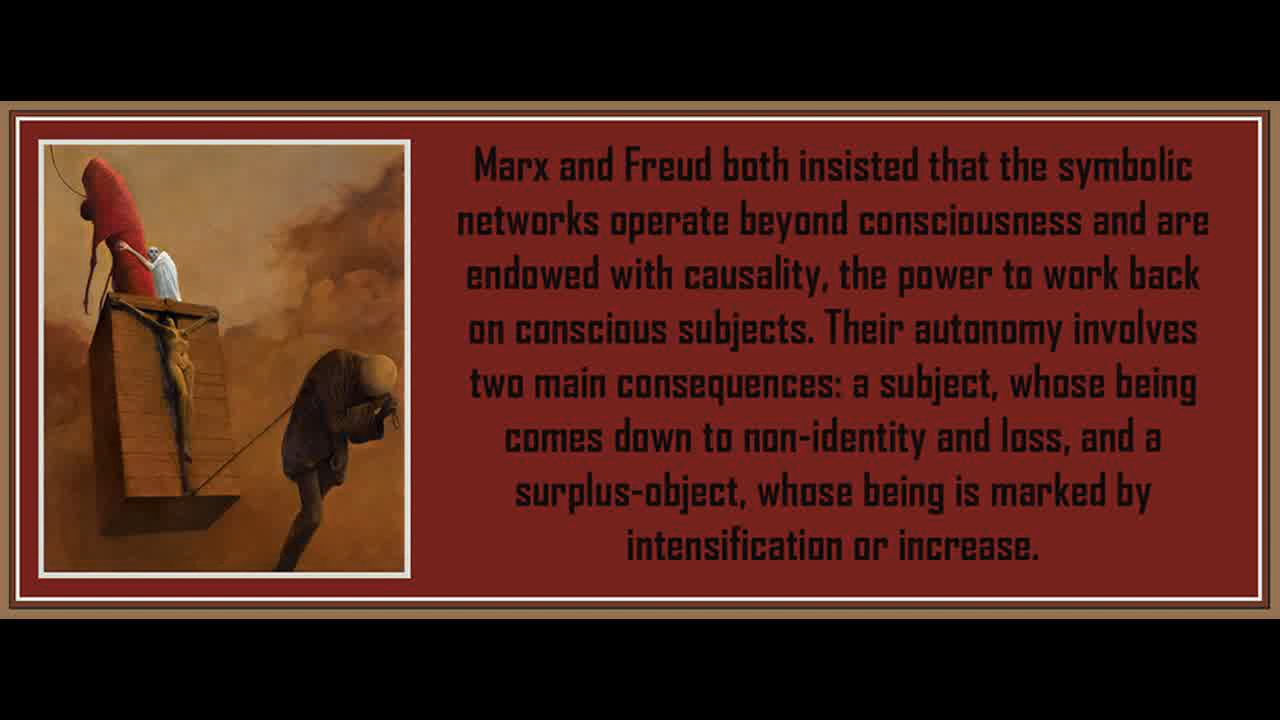 Marx and Freud both insisted that the symbolic
networks operate beyond consciousness and are
endowed with causality, the power to work back
on conscious subjects. Their autonomy involves
two main consequences: a subject, whose being
comes down to non-identity and loss, and a
surplus-object, whose being is marked by
intensification or increase.